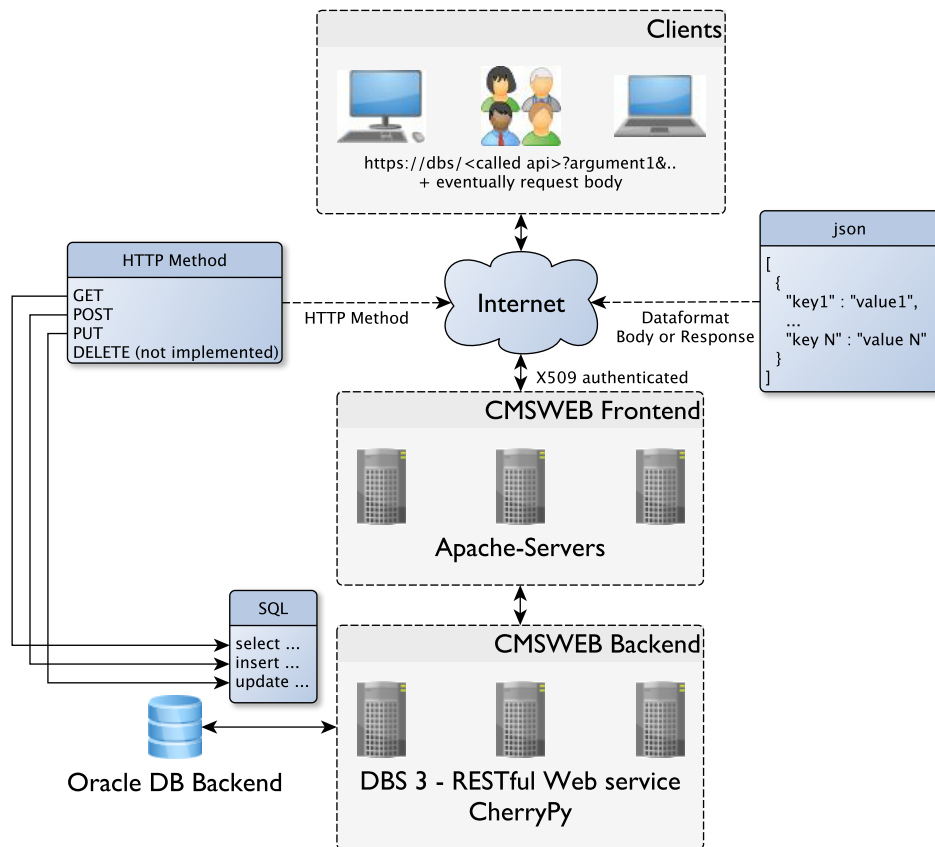 Clients
https://dbs/<called api>?argument1&..
+ eventually request body
HTTP Method
GET
POST
PUT
DELETE (not implemented)
HTTP Method
Internet
Dataformat
Body or Response
json
[
{
"key1" : "value1",
...
"key N" : "value N"
}
]
X509 authenticated
CMSWEB Frontend
Apache-Servers
SQL
select ...
insert ...
update ...
Oracle DB Backend
CMSWEB Backend
DBS 3 - RESTful Web service
CherryPy